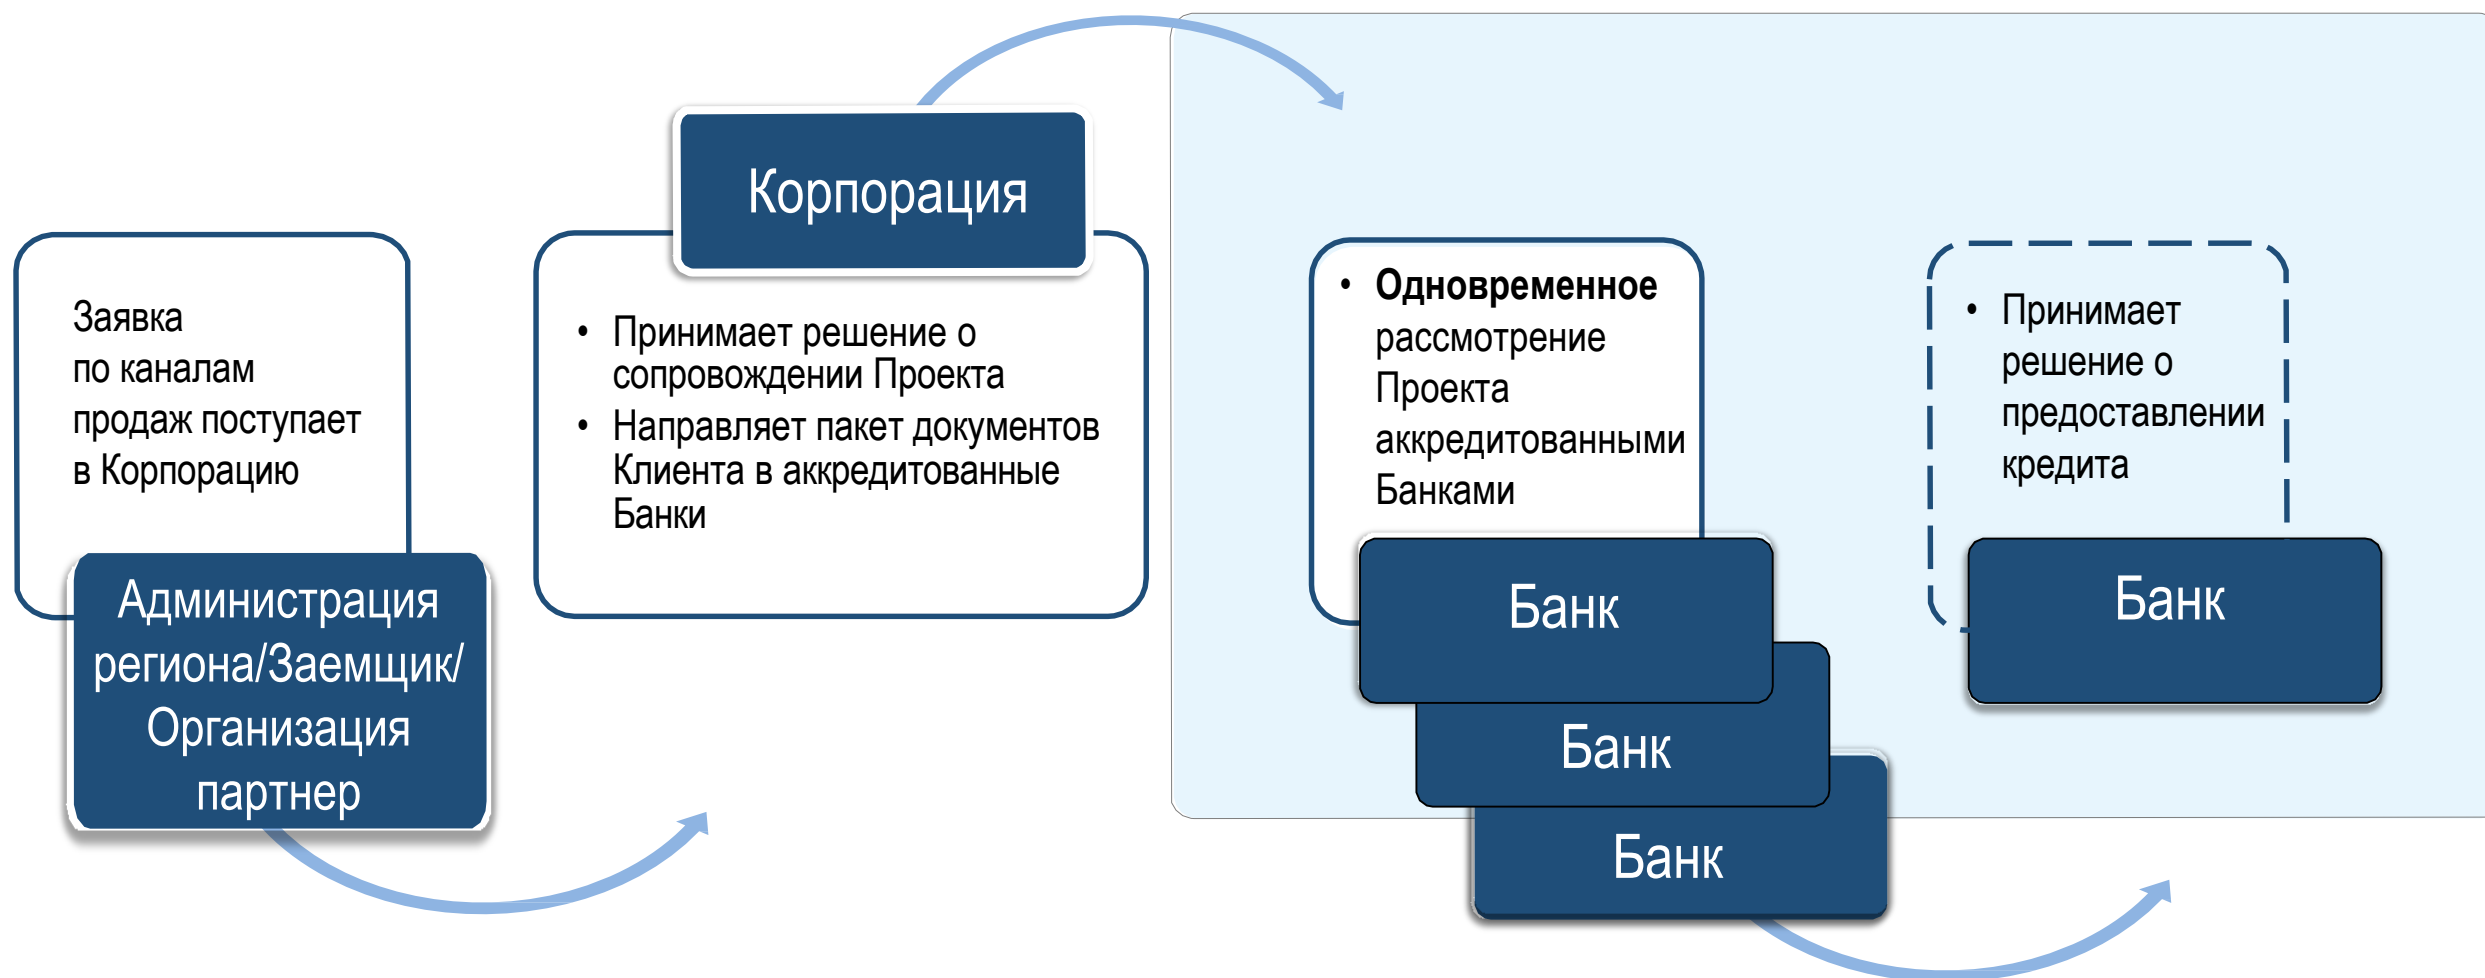 Заявка
по каналам
продаж поступает
в Корпорацию
Администрация
региона/Заемщик/
Организация
партнер
Корпорация
• Принимает решение о
сопровождении Проекта
• Направляет пакет документов
Клиента в аккредитованные
Банки
• Одновременное
рассмотрение
Проекта
аккредитованными
Банками
Банк
Банк
Банк
• Принимает
решение о
предоставлении
кредита
Банк